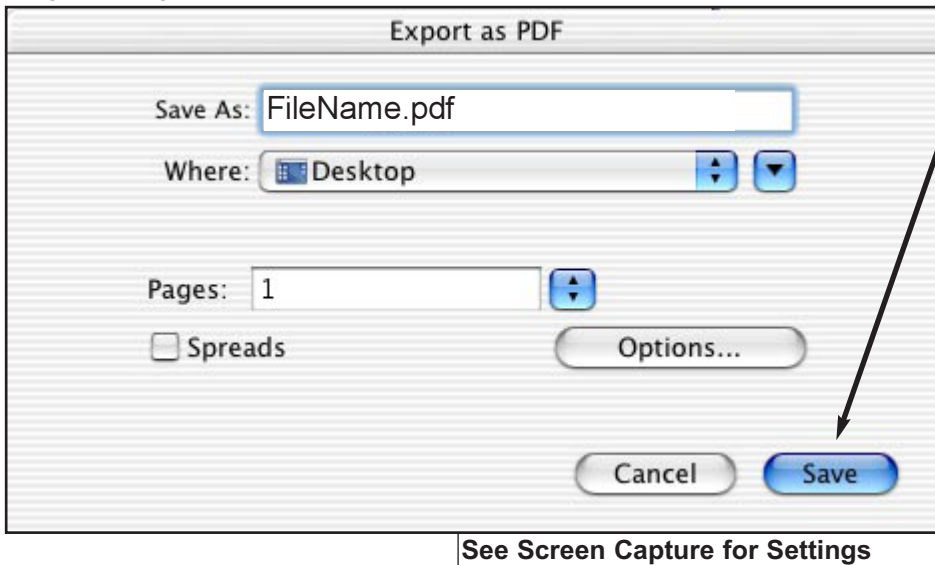 Export as PDF
Save As: FileName.pdf
Where: Desktop
Pages: 1
Spreads Options...
Cancel Save
See Screen Capture for Settings